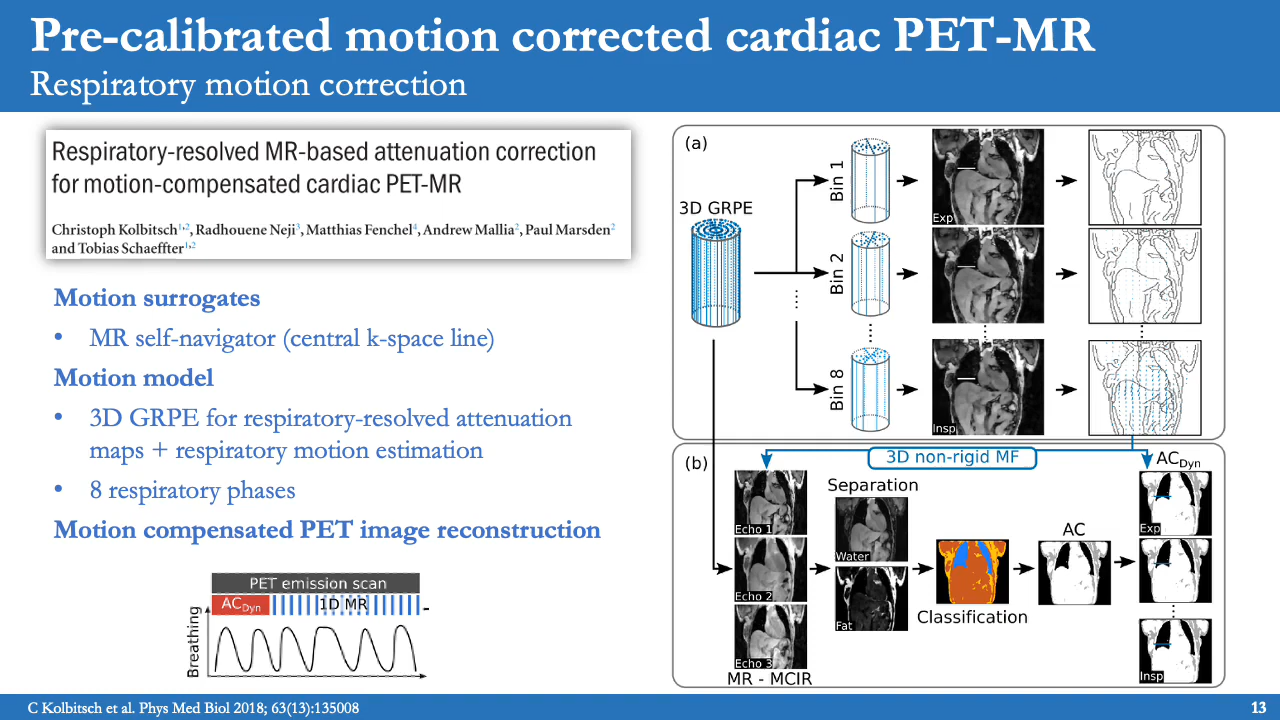 Pre-calibrated motion corrected cardiac PET-MR
Respiratory motion correction
Respiratory-resolved MR-based attenuation correction
for motion-compensated cardiac PET-MR
Christoph Kolbitsch1,2, Radhouene Neji3, Matthias Fenchel4, Andrew Mallia2, Paul Marsden2
and Tobias Schaeffter1,2
Motion surrogates
• MR self-navigator (central k-space line)
Motion model
• 3D GRPE for respiratory-resolved attenuation
maps + respiratory motion estimation
• 8 respiratory phases
Motion compensated PET image reconstruction
PET emission scan
ACDyn
1D MR
Breathing
(a)
3D GRPE
Bin 1
Exp
Bin 2
Bin 8
Insp
(b)
3D non-rigid MF
ACDyn
Separation
Echo 1
Water
Exp
AC
Echo 2
Fat
Classification
Echo 3
Insp
MR - MCIR
C Kolbitsch et al. Phys Med Biol 2018; 63(13):135008
13